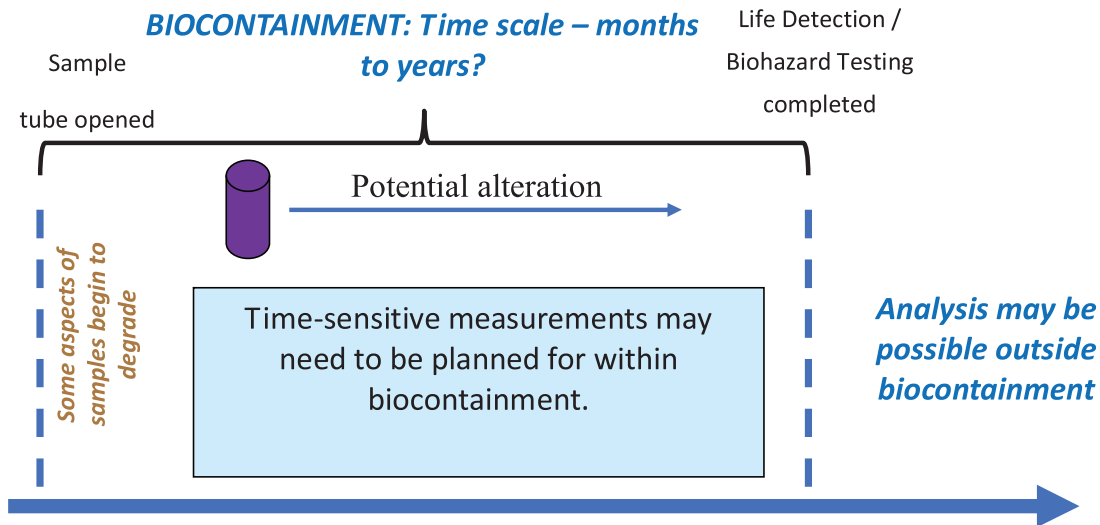 BIOCONTAINMENT: Time scale – months
to years?
Sample
tube opened
Life Detection /
Biohazard Testing
completed
Potential alteration
Some aspects of
samples begin to
degrade
Time-sensitive measurements may
need to be planned for within
biocontainment.
Analysis may be
possible outside
biocontainment